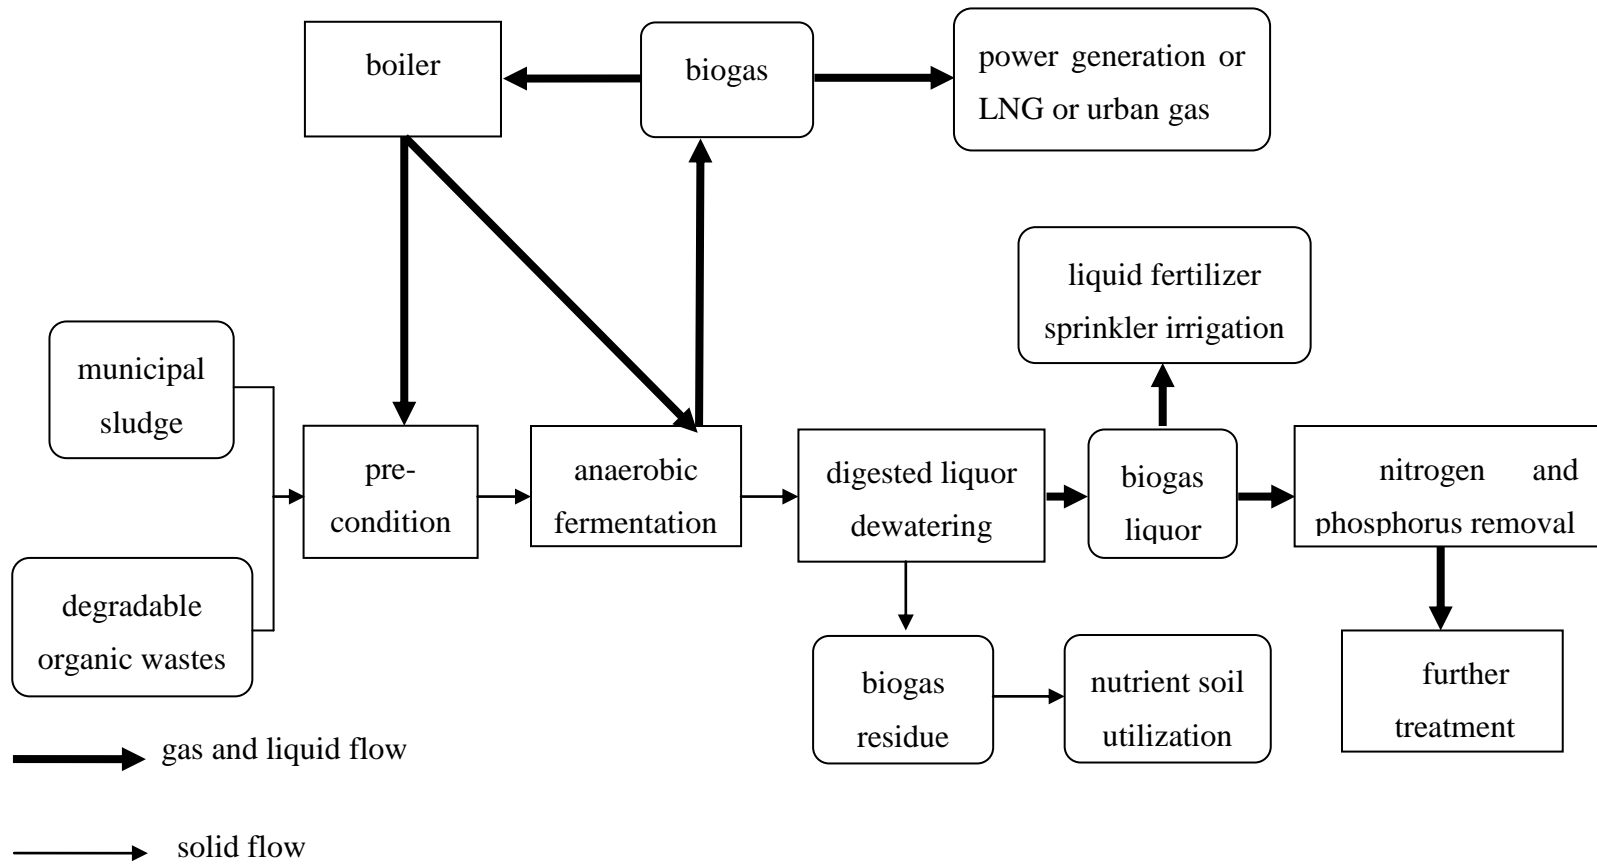 boiler
biogas
power generation or
LNG or urban gas
liquid fertilizer
sprinkler irrigation
municipal
sludge
pre-
condition
anaerobic
fermentation
digested liquor
dewatering
biogas
liquor
nitrogen and
phosphorus removal
degradable
organic wastes
biogas
residue
nutrient soil
utilization
further
treatment
gas and liquid flow
solid flow